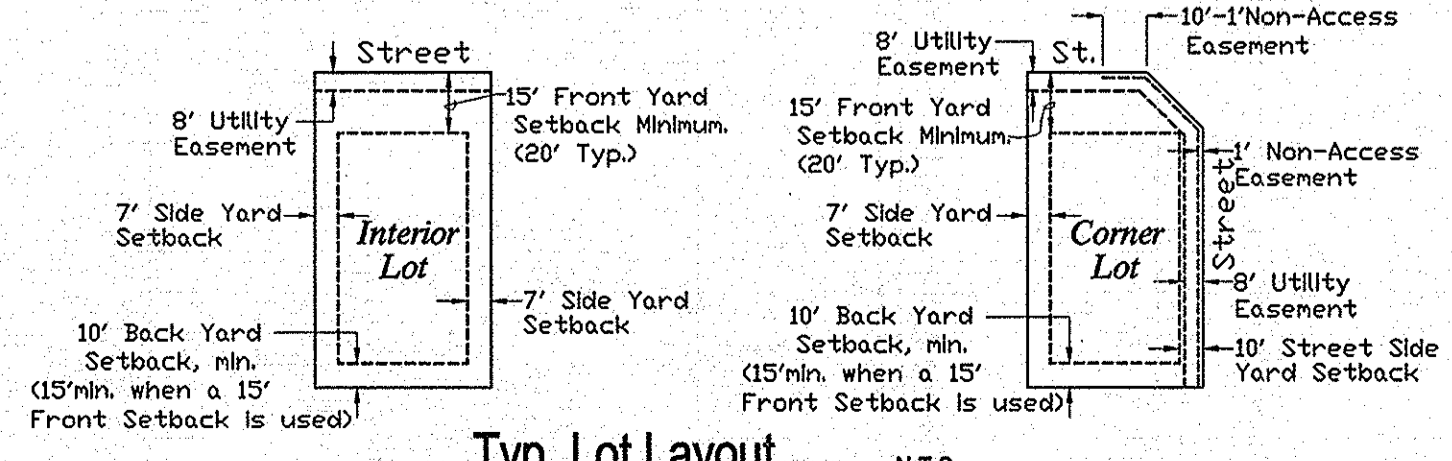 Street
8' Utility
Easement
15' Front Yard
Setback Minimum.
(20' Typ.)
7' Side Yard
Setback
Interior
Lot
7' Side Yard
Setback
10' Back Yard
Setback, min.
(15'min. when a 15'
Front Setback is used)
8' Utility
Easement
St.
10'-1'Non-Access
Easement
15' Front Yard
Setback Minimum.
(20' Typ.)
1' Non-Access
Easement
Street
7' Side Yard
Setback
Corner
Lot
8' Utility
Easement
10' Back Yard
Setback, min.
(15'min. when a 15'
Front Setback is used)
10' Street Side
Yard Setback
Typ. Lot Layout
N.T.S.